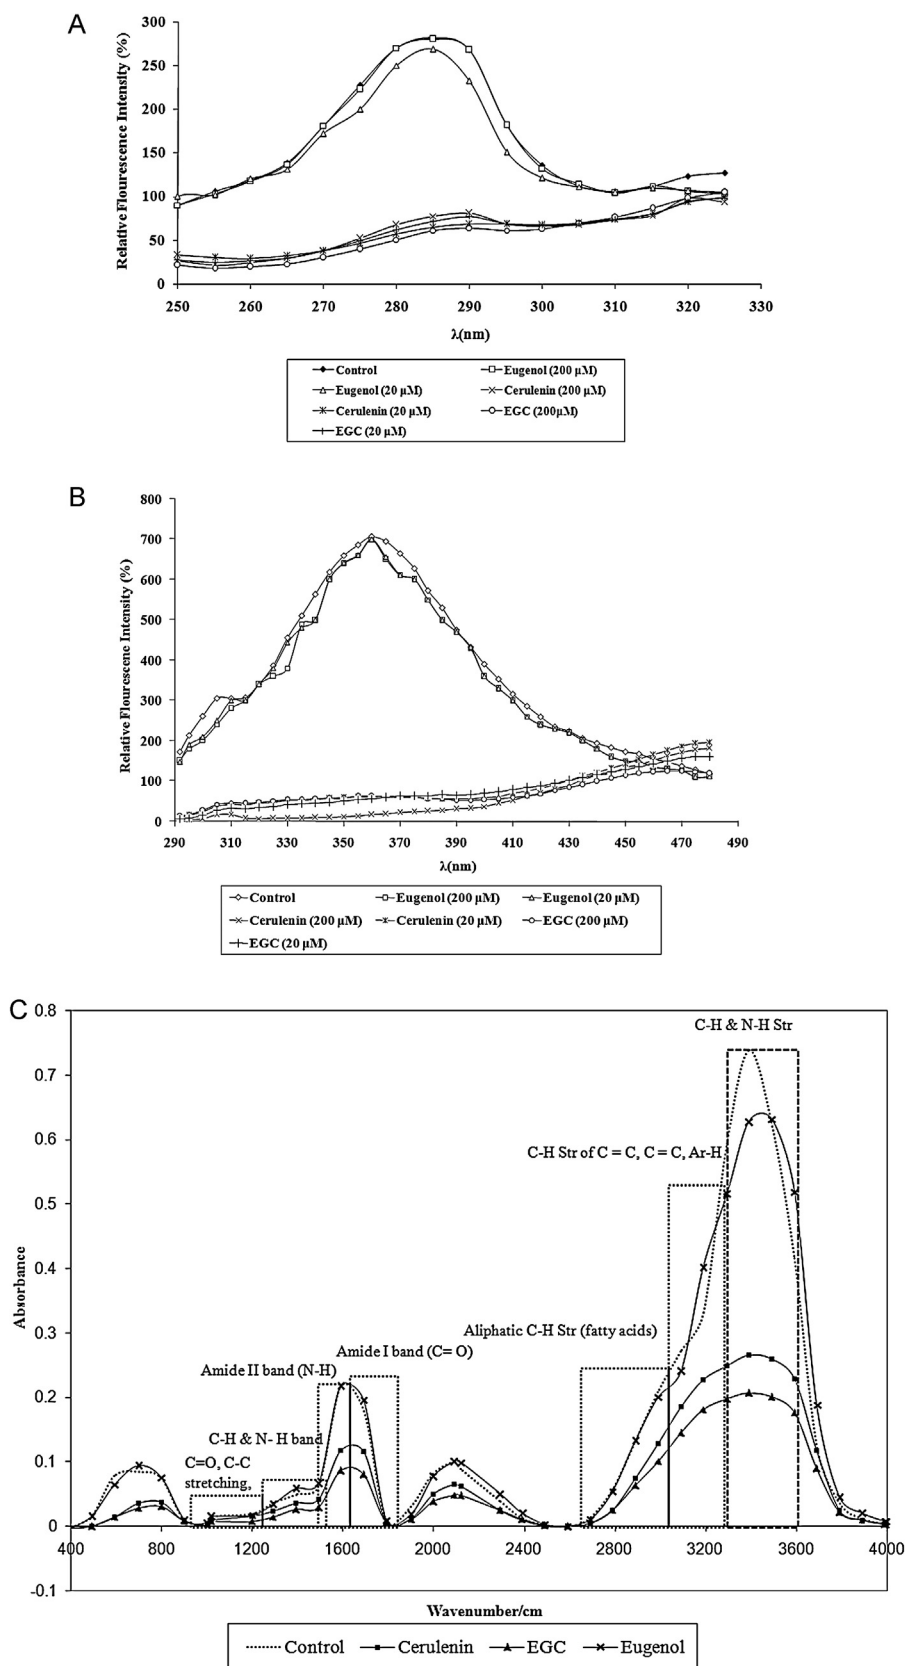 A
Relative Flourescence Intensity (%)
300
250
200
150
100
50
0
250 260 270 280 290 300 310 320 330
λ(nm)
Control Eugenol (200 μM)
Eugenol (20 μM) Cerulenin (200 μM)
Cerulenin (20 μM) EGC (200μM)
EGC (20 μM)
B
Relative Flourescene Intensity (%)
800
700
600
500
400
300
200
100
0
290 310 330 350 370 390 410 430 450 470 490
λ(nm)
Control Eugenol (200 μM) Eugenol (20 μM)
Cerulenin (200 μM) Cerulenin (20 μM) EGC (200 μM)
EGC (20 μM)
C
Absorbance
0.8
0.7
0.6
0.5
0.4
0.3
0.2
0.1
0
-0.1
C-H & N-H Str
C-H Str of C = C, C = C, Ar-H
Aliphatic C-H Str (fatty acids)
Amide I band (C= O)
Amide II band (N-H)
C-H & N- H band
C=O, C-C
stretching,
400 800 1200 1600 2000 2400 2800 3200 3600 4000
Wavenumber/cm
Control Cerulenin EGC Eugenol